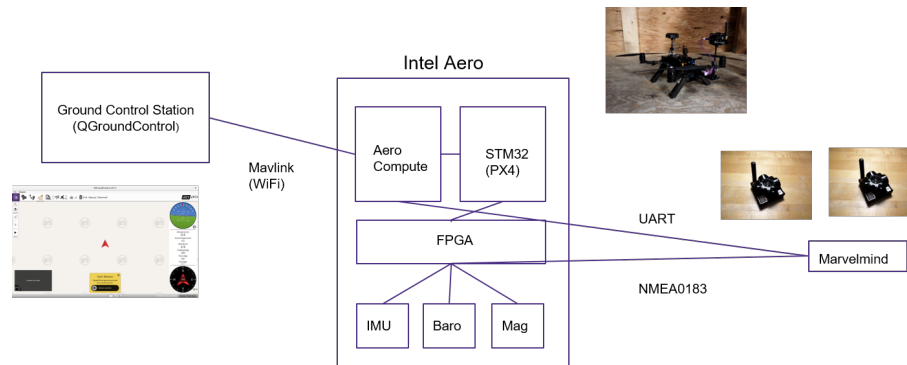 Intel Aero
Ground Control Station
(QGroundControl)
Aero
Compute
STM32
(PX4)
Mavlink
(WiFi)
UART
FPGA
Marvelmind
NMEA0183
IMU
Baro
Mag